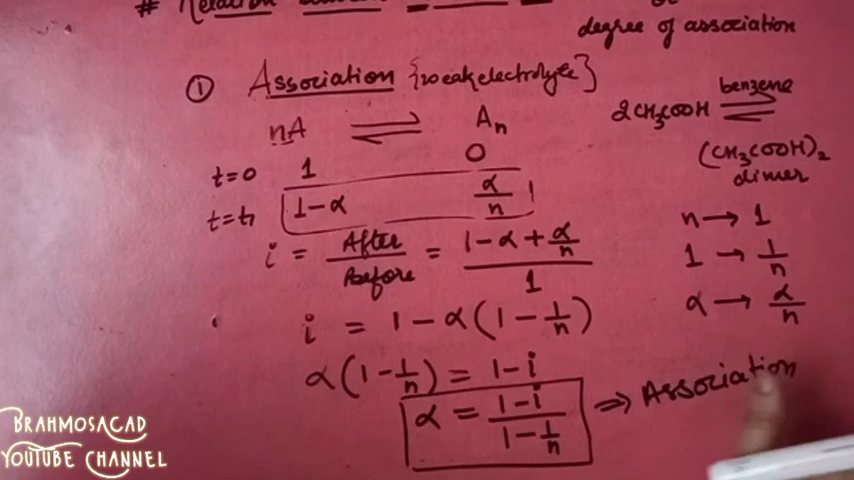 # Relation
degree of association
① Association {weak electrolyte}
nA ⇌ Aₙ
2CH₃COOH ⇌ benzene
(CH₃COOH)₂
dimer
t=0 1 0
t=t₁ 1-α α/n
n → 1
1 → 1/n
α → α/n
i = After/Before = (1-α+α/n)/1
i = 1-α(1-1/n)
α(1-1/n) = 1-i
α = (1-i)/(1-1/n) ⇒ Association
BRAHMOSACAD
YOUTUBE CHANNEL